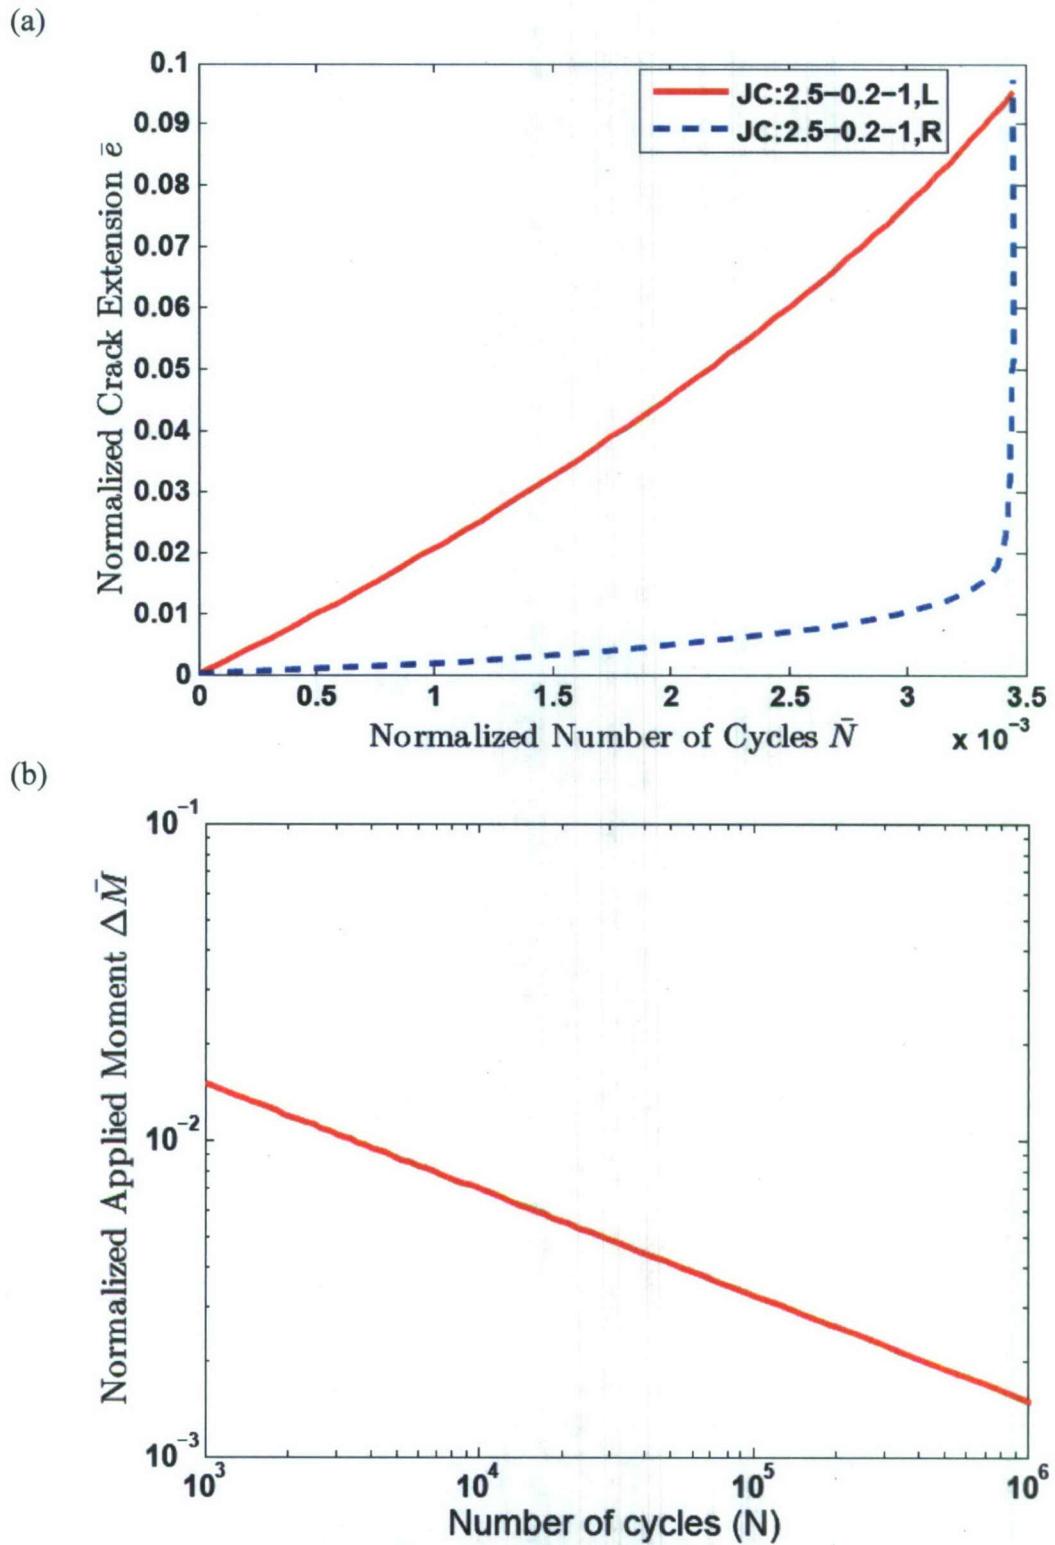 (a)
0.1
0.09
0.08
0.07
0.06
0.05
0.04
0.03
0.02
0.01
0
Normalized Crack Extension ē
JC:2.5−0.2−1,L
JC:2.5−0.2−1,R
0 0.5 1 1.5 2 2.5 3 3.5
Normalized Number of Cycles N̄
x 10⁻³
(b)
10⁻¹
10⁻²
10⁻³
Normalized Applied Moment ΔM̄
10³ 10⁴ 10⁵ 10⁶
Number of cycles (N)